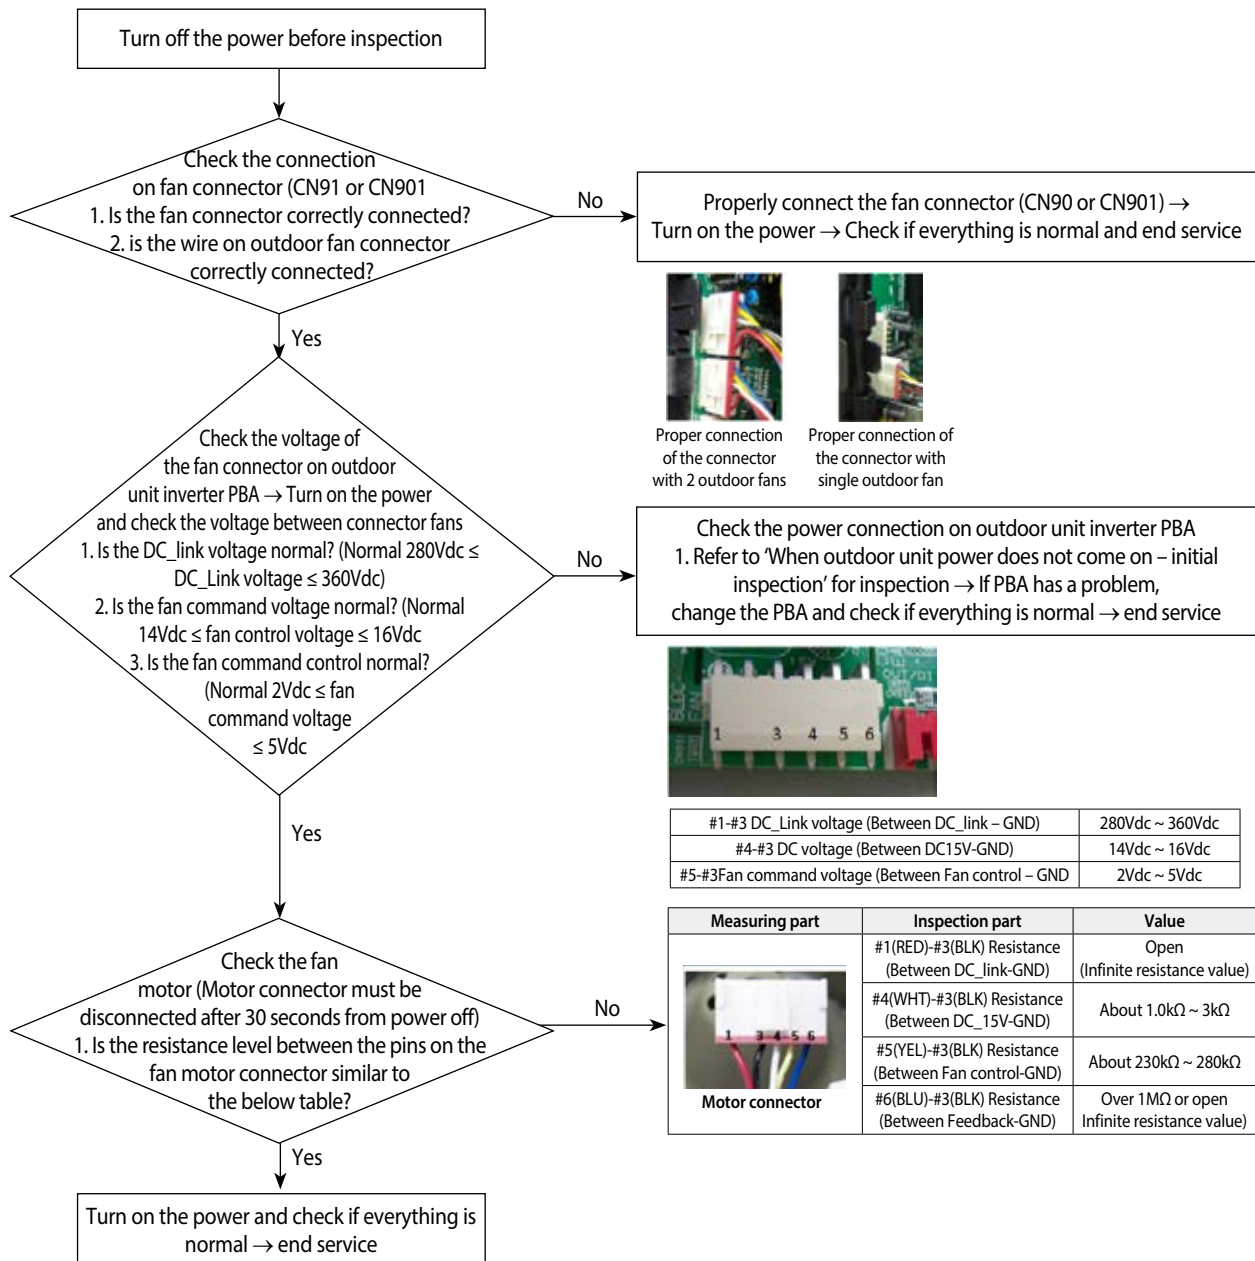 Turn off the power before inspection
Check the connection
on fan connector (CN91 or CN901
1. Is the fan connector correctly connected?
2. is the wire on outdoor fan connector
correctly connected?
No
Properly connect the fan connector (CN90 or CN901) →
Turn on the power → Check if everything is normal and end service
Proper connection
of the connector
with 2 outdoor fans
Proper connection of
the connector with
single outdoor fan
Yes
Check the voltage of
the fan connector on outdoor
unit inverter PBA → Turn on the power
and check the voltage between connector fans
1. Is the DC_link voltage normal? (Normal 280Vdc ≤
DC_Link voltage ≤ 360Vdc)
2. Is the fan command voltage normal? (Normal
14Vdc ≤ fan control voltage ≤ 16Vdc
3. Is the fan command control normal?
(Normal 2Vdc ≤ fan
command voltage
≤ 5Vdc
No
Check the power connection on outdoor unit inverter PBA
1. Refer to 'When outdoor unit power does not come on – initial
inspection' for inspection → If PBA has a problem,
change the PBA and check if everything is normal → end service
BLDC
FAN
1 3 4 5 6
#1-#3 DC_Link voltage (Between DC_link – GND) 280Vdc ~ 360Vdc
#4-#3 DC voltage (Between DC15V-GND) 14Vdc ~ 16Vdc
#5-#3Fan command voltage (Between Fan control – GND 2Vdc ~ 5Vdc
Yes
Check the fan
motor (Motor connector must be
disconnected after 30 seconds from power off)
1. Is the resistance level between the pins on the
fan motor connector similar to
the below table?
No
Measuring part Inspection part Value
1 3 4 5 6
Motor connector
#1(RED)-#3(BLK) Resistance
(Between DC_link-GND)
Open
(Infinite resistance value)
#4(WHT)-#3(BLK) Resistance
(Between DC_15V-GND)
About 1.0kΩ ~ 3kΩ
#5(YEL)-#3(BLK) Resistance
(Between Fan control-GND)
About 230kΩ ~ 280kΩ
#6(BLU)-#3(BLK) Resistance
(Between Feedback-GND)
Over 1MΩ or open
Infinite resistance value)
Yes
Turn on the power and check if everything is
normal → end service